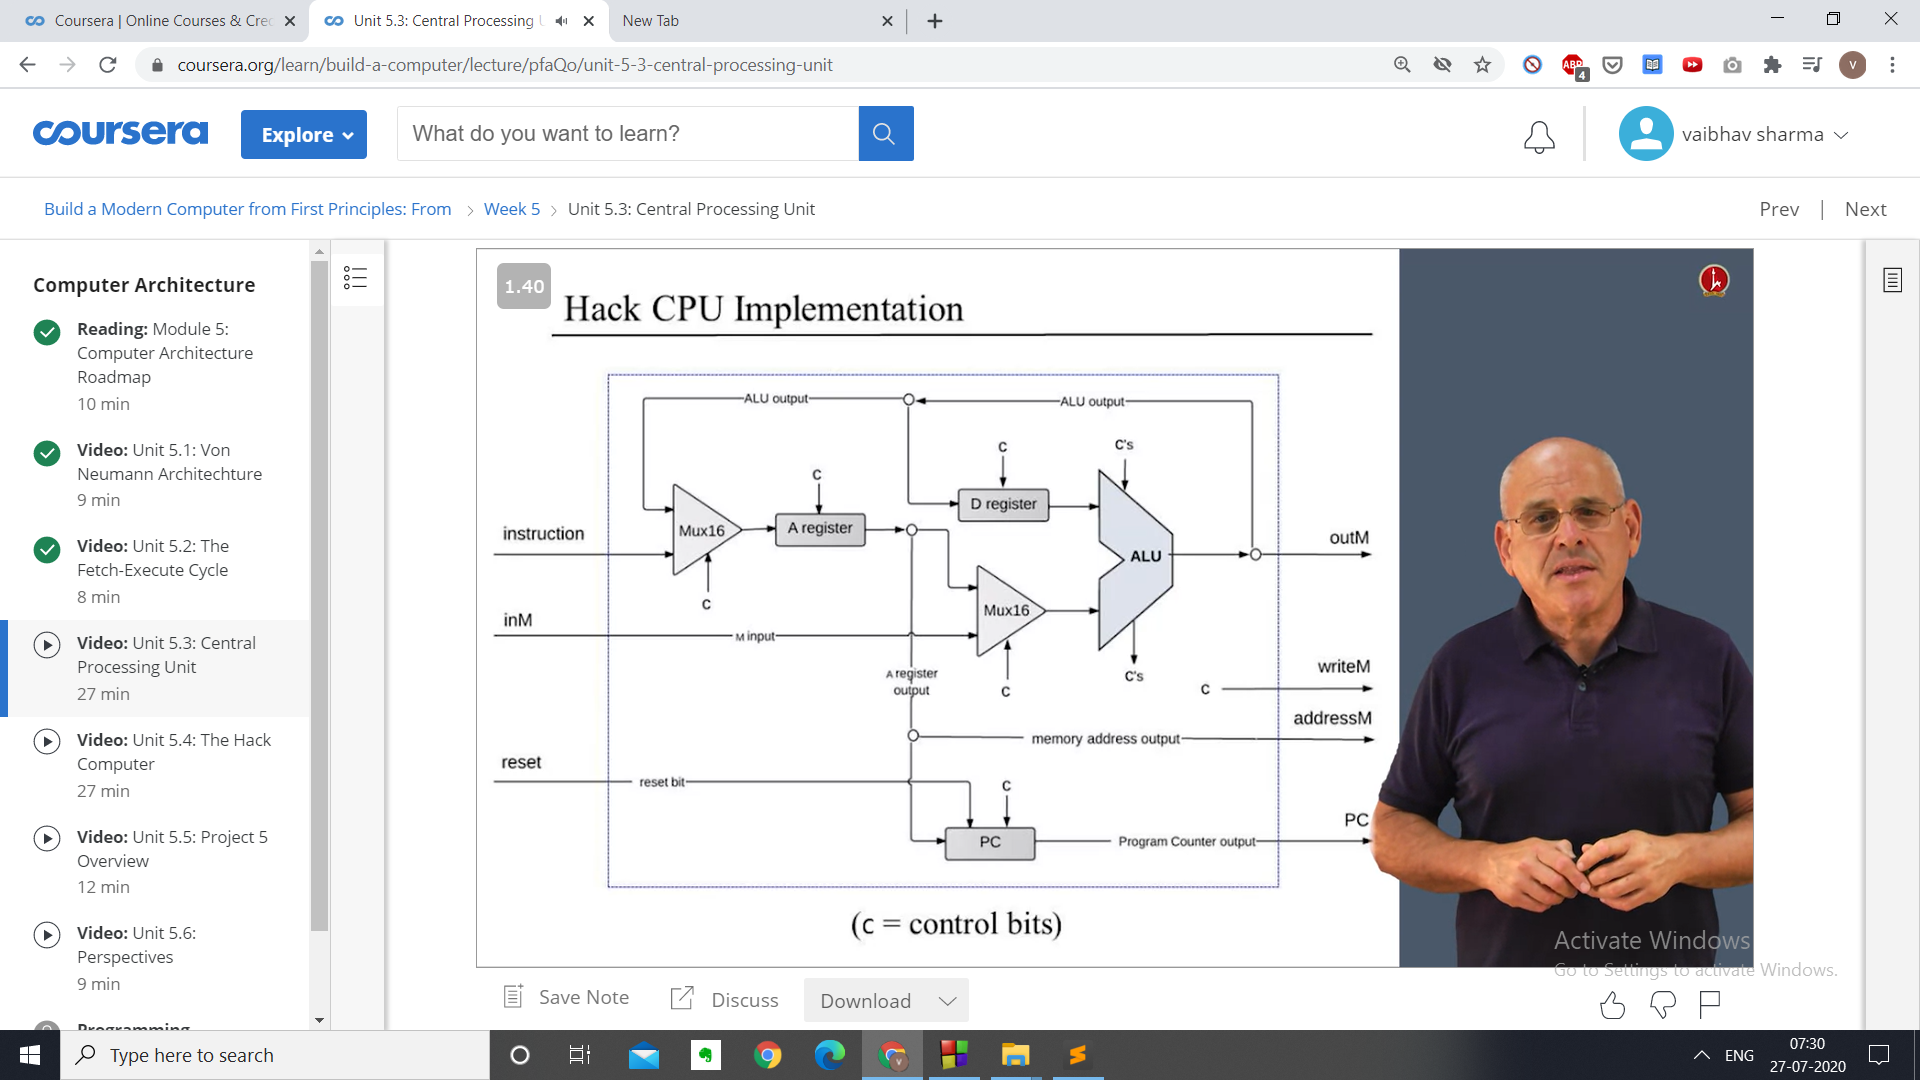 Coursera | Online Courses & Cre
Unit 5.3: Central Processing U
New Tab
coursera.org/learn/build-a-computer/lecture/pfaQo/unit-5-3-central-processing-unit
ABP
4
V
coursera
Explore
What do you want to learn?
vaibhav sharma
Build a Modern Computer from First Principles: From
Week 5
Unit 5.3: Central Processing Unit
Prev | Next
Computer Architecture
Reading: Module 5:
Computer Architecture
Roadmap
10 min
Video: Unit 5.1: Von
Neumann Architechture
9 min
Video: Unit 5.2: The
Fetch-Execute Cycle
8 min
Video: Unit 5.3: Central
Processing Unit
27 min
Video: Unit 5.4: The Hack
Computer
27 min
Video: Unit 5.5: Project 5
Overview
12 min
Video: Unit 5.6:
Perspectives
9 min
Programming
1.40
Hack CPU Implementation
ALU output
ALU output
C
C's
C
D register
Mux16
A register
instruction
ALU
outM
C
Mux16
inM
M input
writeM
A register
output
C
C's
C
addressM
memory address output
reset
reset bit
C
PC
PC
Program Counter output
(c = control bits)
Activate Windows
Go to Settings to activate Windows.
Save Note
Discuss
Download
Type here to search
V
ENG
07:30
27-07-2020